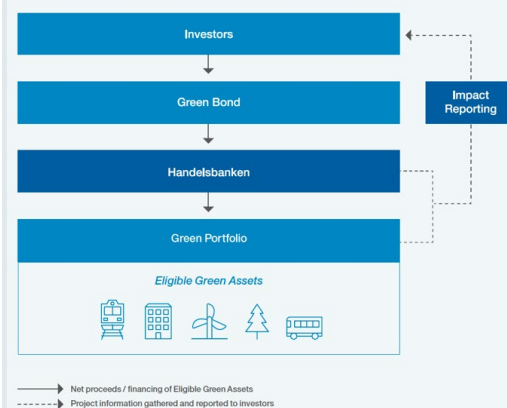 Investors
Green Bond
Impact
Reporting
Handelsbanken
Green Portfolio
Eligible Green Assets
Net proceeds / financing of Eligible Green Assets
Project information gathered and reported to investors